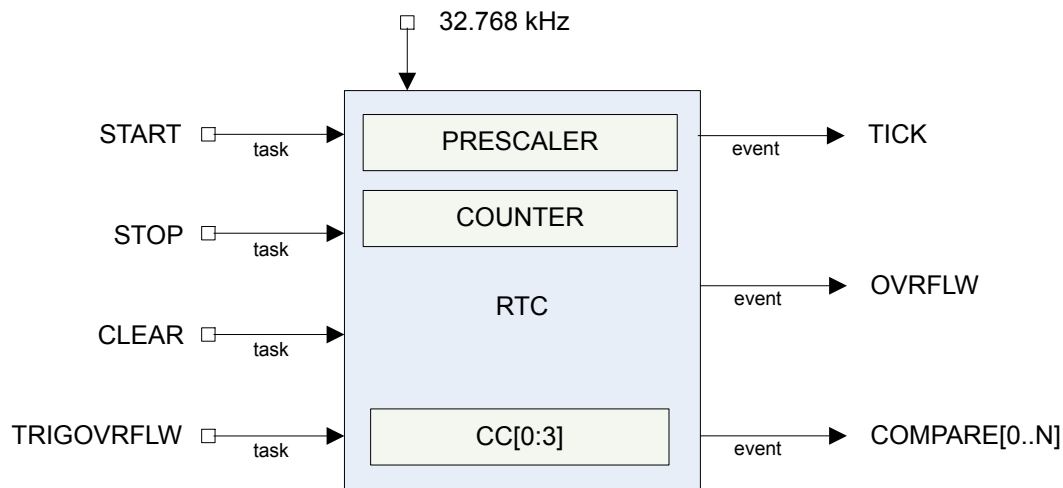 32.768 kHz
START
task
PRESCALER
event
TICK
STOP
task
COUNTER
RTC
event
OVRFLW
CLEAR
task
TRIGOVRFLW
task
CC[0:3]
event
COMPARE[0..N]